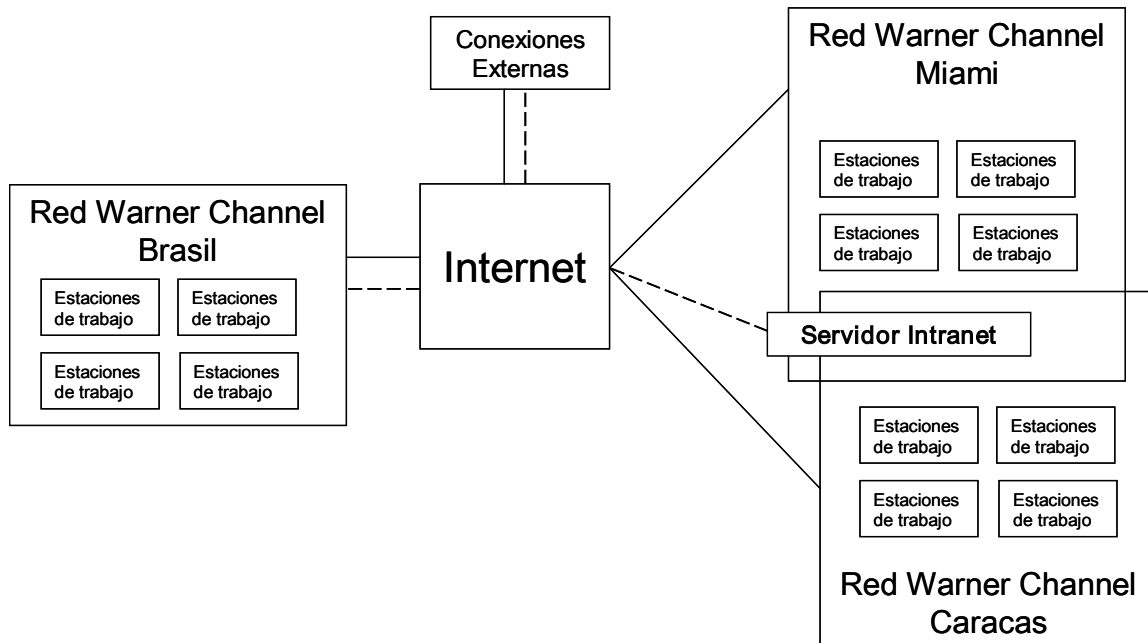 Conexiones
Externas
Red Warner Channel
Miami
Estaciones
de trabajo
Estaciones
de trabajo
Estaciones
de trabajo
Estaciones
de trabajo
Red Warner Channel
Brasil
Estaciones
de trabajo
Estaciones
de trabajo
Estaciones
de trabajo
Estaciones
de trabajo
Internet
Servidor Intranet
Estaciones
de trabajo
Estaciones
de trabajo
Estaciones
de trabajo
Estaciones
de trabajo
Red Warner Channel
Caracas